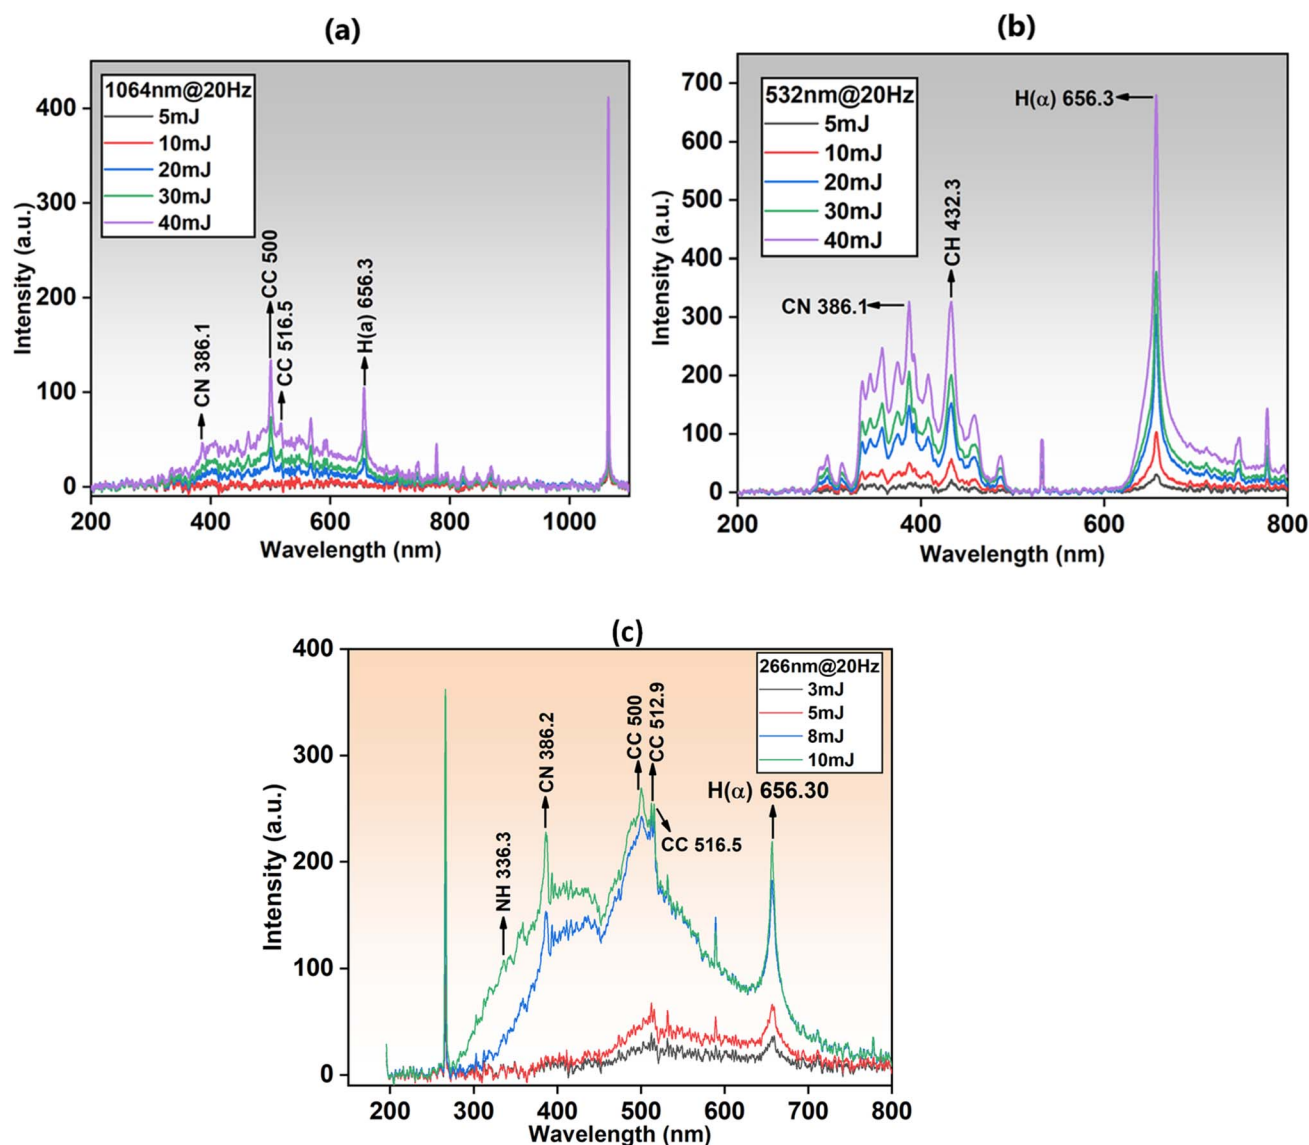 (a)
1064nm@20Hz
5mJ
10mJ
20mJ
30mJ
40mJ
CN 386.1
CC 500
CC 516.5
H(a) 656.3
Intensity (a.u.)
400
300
200
100
0
200
400
600
800
1000
Wavelength (nm)
(b)
532nm@20Hz
5mJ
10mJ
20mJ
30mJ
40mJ
CN 386.1
CH 432.3
H(α) 656.3
Intensity (a.u.)
700
600
500
400
300
200
100
0
200
400
600
800
Wavelength (nm)
(c)
266nm@20Hz
3mJ
5mJ
8mJ
10mJ
NH 336.3
CN 386.2
CC 500
CC 512.9
CC 516.5
H(α) 656.30
Intensity (a.u.)
400
300
200
100
0
200
300
400
500
600
700
800
Wavelength (nm)